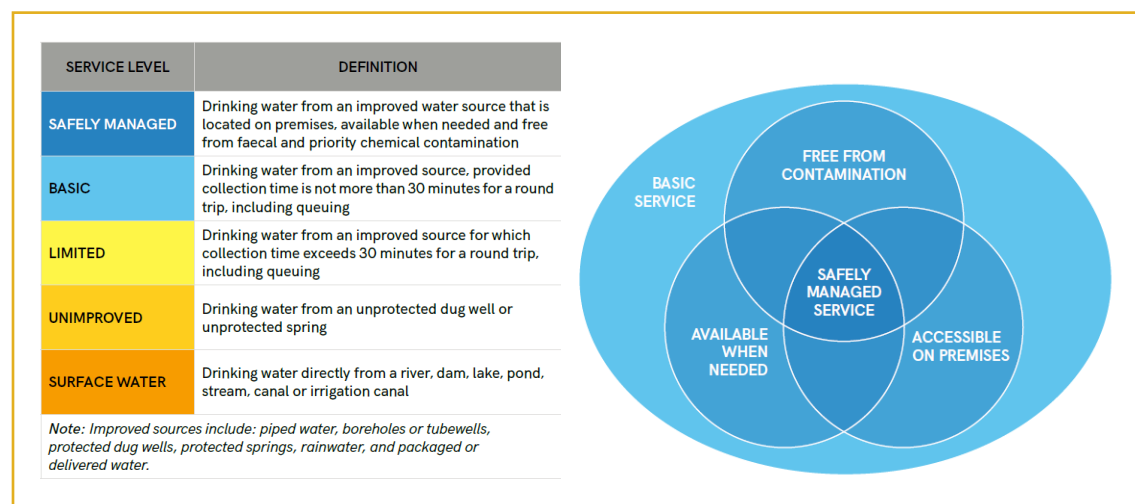 SERVICE LEVEL
DEFINITION
SAFELY MANAGED
Drinking water from an improved water source that is
located on premises, available when needed and free
from faecal and priority chemical contamination
BASIC
Drinking water from an improved source, provided
collection time is not more than 30 minutes for a round
trip, including queuing
LIMITED
Drinking water from an improved source for which
collection time exceeds 30 minutes for a round trip,
including queuing
UNIMPROVED
Drinking water from an unprotected dug well or
unprotected spring
SURFACE WATER
Drinking water directly from a river, dam, lake, pond,
stream, canal or irrigation canal
Note: Improved sources include: piped water, boreholes or tubewells,
protected dug wells, protected springs, rainwater, and packaged or
delivered water.
BASIC
SERVICE
FREE FROM
CONTAMINATION
SAFELY
MANAGED
SERVICE
AVAILABLE
WHEN
NEEDED
ACCESSIBLE
ON PREMISES